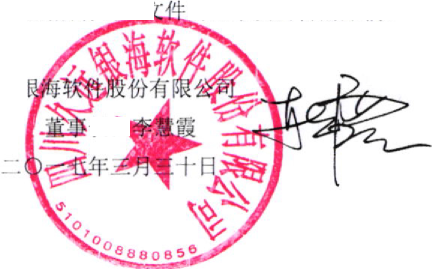 文件
银海软件股份有限公司
董事 李慧霞
二〇一七年三月三十日
四川久远银海软件股份有限公司
5101008880856